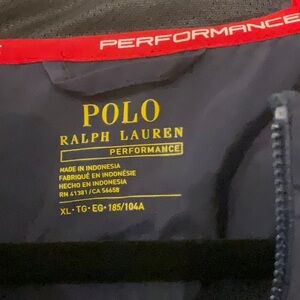 PERFORMANCE
POLO
RALPH LAUREN
PERFORMANCE
MADE IN INDONESIA
FABRIQUÉ EN INDONÉSIE
HECHO EN INDONESIA
RN 41381/CA 56658
XL · TG · EG · 185/104A